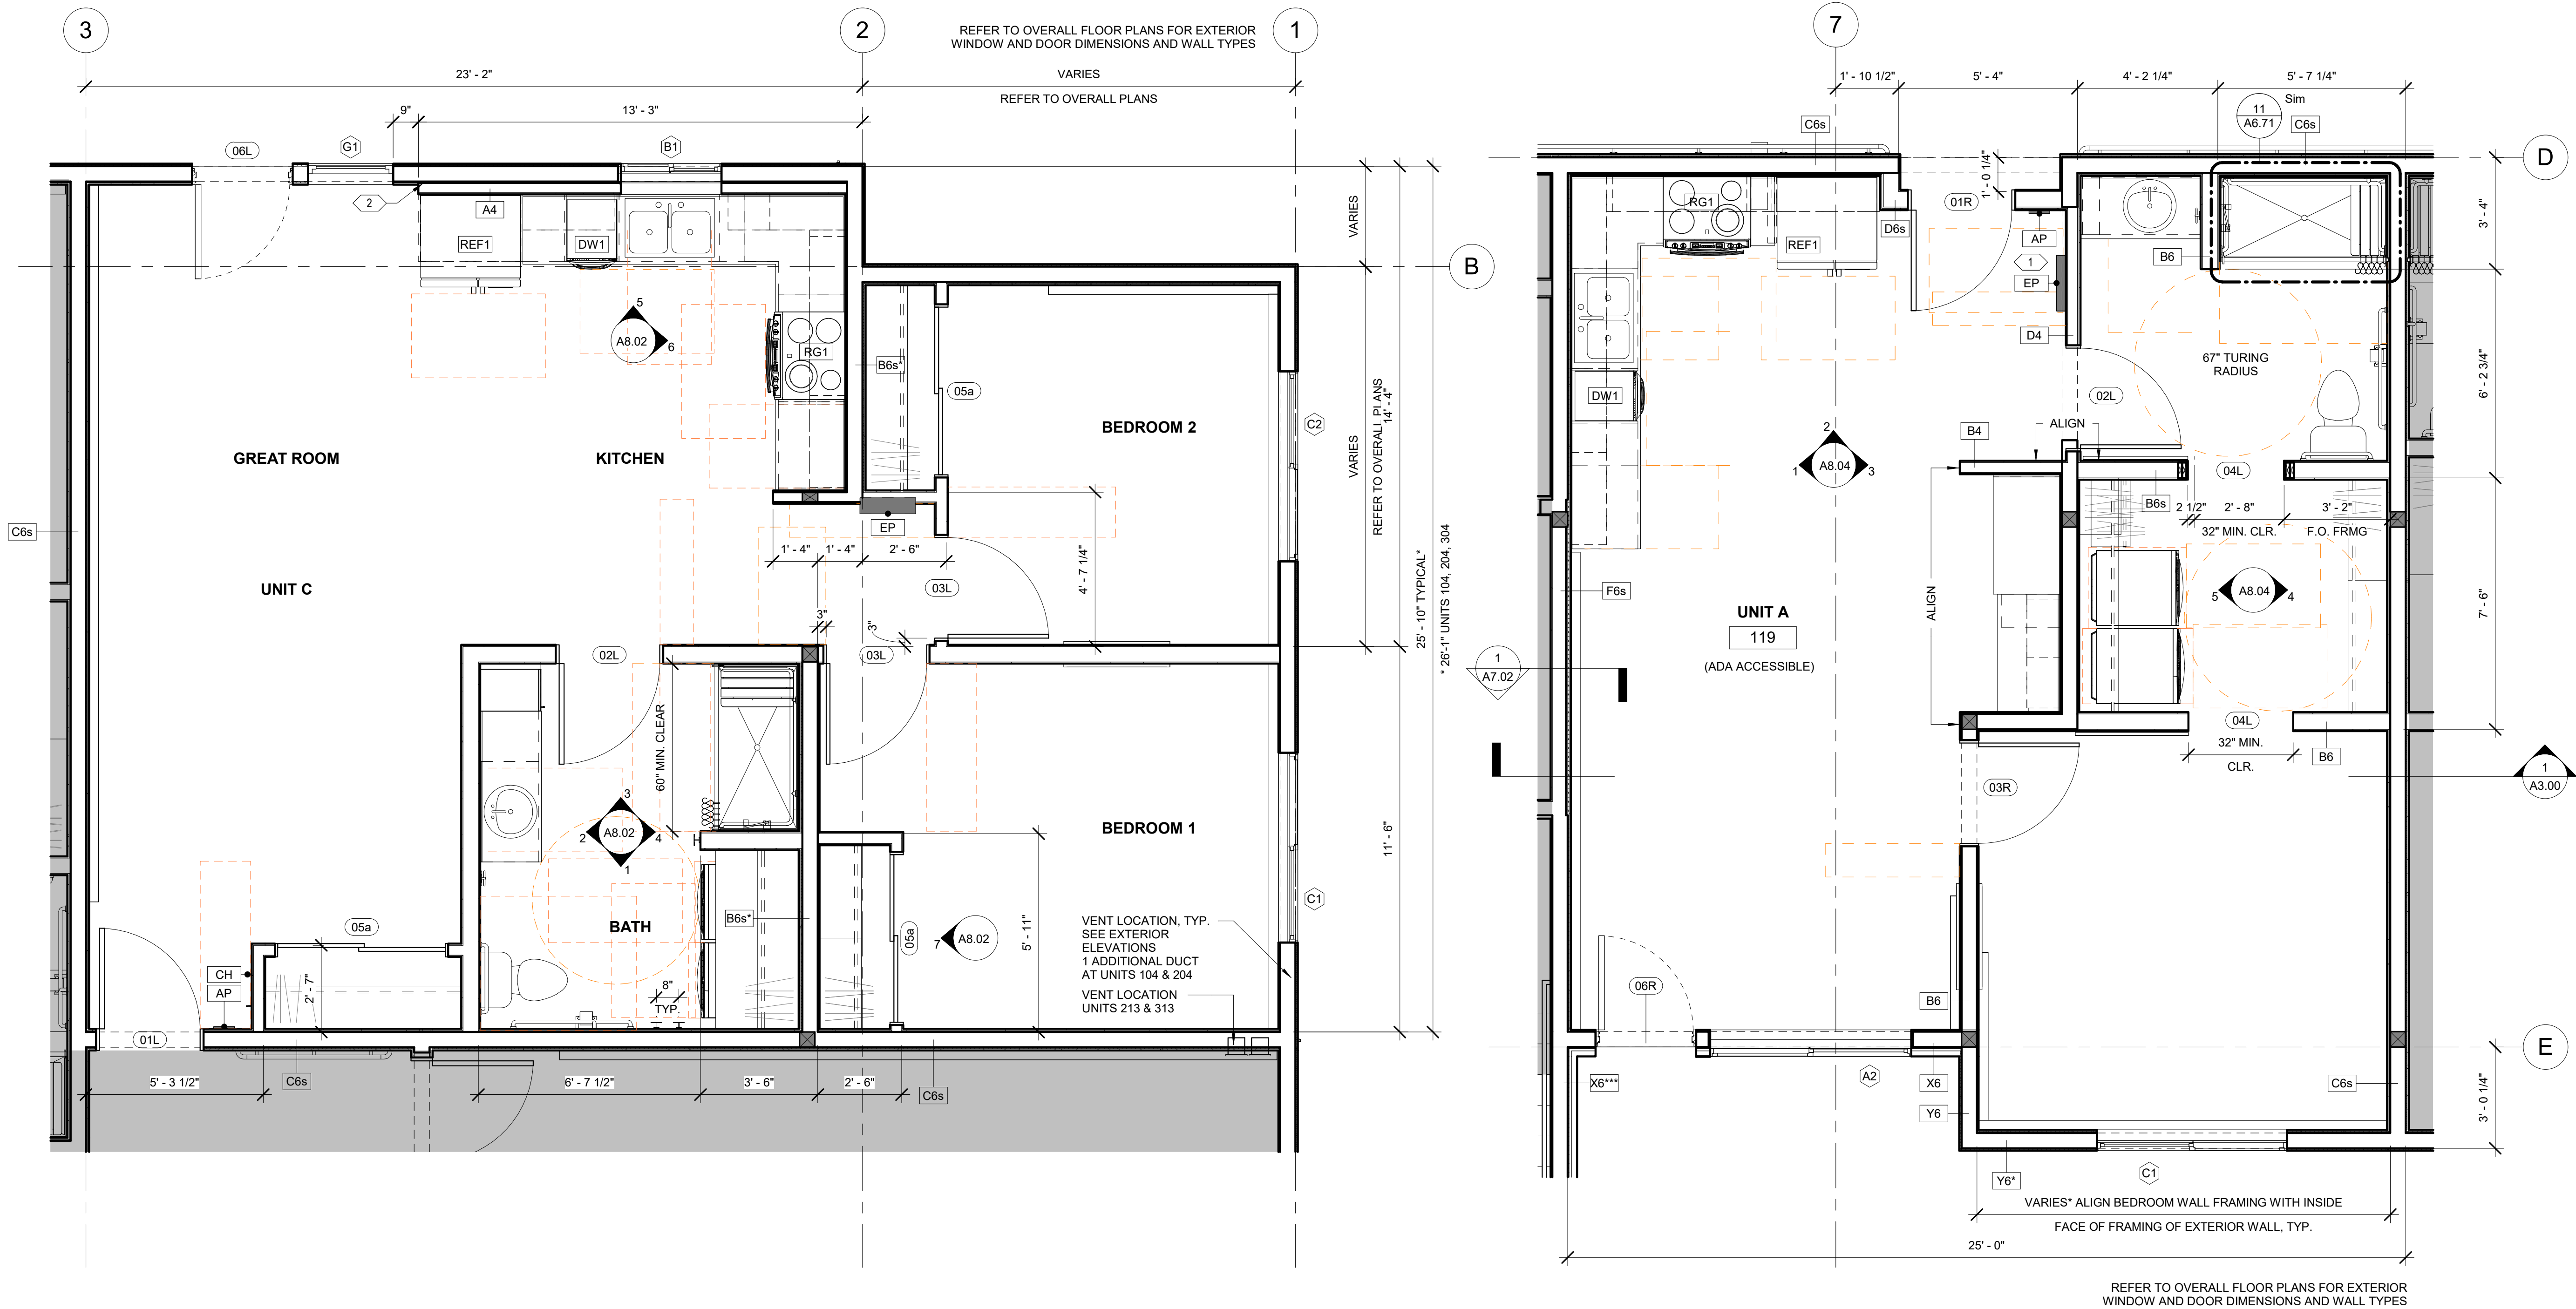 3
2
1
REFER TO OVERALL FLOOR PLANS FOR EXTERIOR
WINDOW AND DOOR DIMENSIONS AND WALL TYPES
23' - 2"
VARIES
REFER TO OVERALL PLANS
9"
13' - 3"
06L
G1
B1
2
A4
REF1
DW1
B
VARIES
5
A8.02
6
RG1
B6s*
05a
BEDROOM 2
C2
GREAT ROOM
KITCHEN
VARIES
REFER TO OVERALL PLANS
14' - 4"
C6s
EP
1' - 4"
1' - 4"
2' - 6"
4' - 7 1/4"
03L
UNIT C
25' - 10" TYPICAL*
* 26'-1" UNITS 104, 204, 304
3"
3"
02L
03L
60" MIN. CLEAR
3
2
A8.02
4
1
BEDROOM 1
11' - 6"
C1
B6s*
BATH
05a
7
A8.02
5' - 11"
05a
VENT LOCATION, TYP.
SEE EXTERIOR
ELEVATIONS
1 ADDITIONAL DUCT
AT UNITS 104 & 204
VENT LOCATION
UNITS 213 & 313
CH
AP
2' - 7"
8"
TYP.
01L
C6s
C6s
5' - 3 1/2"
6' - 7 1/2"
3' - 6"
2' - 6"
7
1' - 10 1/2"
5' - 4"
4' - 2 1/4"
5' - 7 1/4"
Sim
11
A6.71
C6s
C6s
D
1' - 0 1/4"
RG1
REF1
D6s
01R
AP
1
EP
B6
3' - 4"
D4
67" TURING
RADIUS
6' - 2 3/4"
DW1
02L
ALIGN
B4
2
1
A8.04
3
04L
B6s
2 1/2"
2' - 8"
3' - 2"
32" MIN. CLR.
F.O. FRMG
F6s
5
A8.04
4
ALIGN
7' - 6"
UNIT A
119
(ADA ACCESSIBLE)
1
A7.02
04L
32" MIN.
CLR.
B6
03R
1
A3.00
06R
B6
E
X6***
A2
X6
Y6
C6s
3' - 0 1/4"
C1
Y6*
VARIES* ALIGN BEDROOM WALL FRAMING WITH INSIDE
FACE OF FRAMING OF EXTERIOR WALL, TYP.
25' - 0"
REFER TO OVERALL FLOOR PLANS FOR EXTERIOR
WINDOW AND DOOR DIMENSIONS AND WALL TYPES